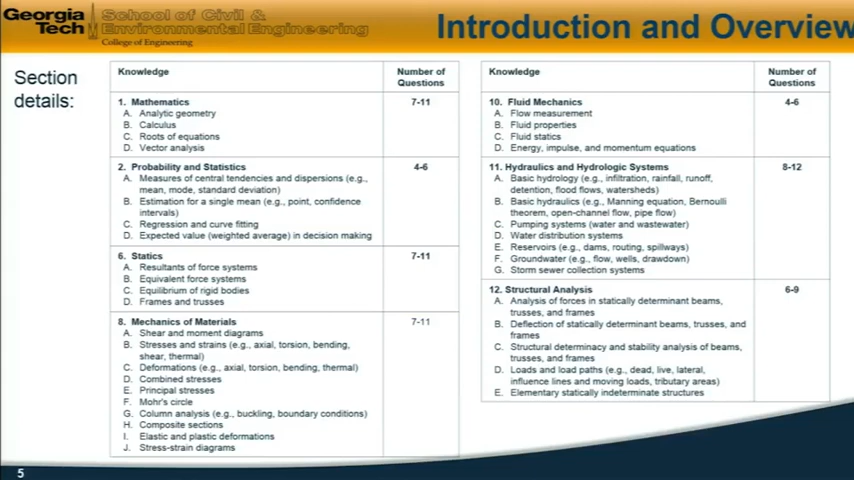 Georgia Tech
School of Civil & Environmental Engineering
College of Engineering
Introduction and Overview
Section details:
Knowledge
Number of Questions
1. Mathematics
7-11
A. Analytic geometry
B. Calculus
C. Roots of equations
D. Vector analysis
2. Probability and Statistics
4-6
A. Measures of central tendencies and dispersions (e.g.,
mean, mode, standard deviation)
B. Estimation for a single mean (e.g., point, confidence
intervals)
C. Regression and curve fitting
D. Expected value (weighted average) in decision making
6. Statics
7-11
A. Resultants of force systems
B. Equivalent force systems
C. Equilibrium of rigid bodies
D. Frames and trusses
8. Mechanics of Materials
7-11
A. Shear and moment diagrams
B. Stresses and strains (e.g., axial, torsion, bending,
shear, thermal)
C. Deformations (e.g., axial, torsion, bending, thermal)
D. Combined stresses
E. Principal stresses
F. Mohr's circle
G. Column analysis (e.g., buckling, boundary conditions)
H. Composite sections
I. Elastic and plastic deformations
J. Stress-strain diagrams
Knowledge
Number of Questions
10. Fluid Mechanics
4-6
A. Flow measurement
B. Fluid properties
C. Fluid statics
D. Energy, impulse, and momentum equations
11. Hydraulics and Hydrologic Systems
8-12
A. Basic hydrology (e.g., infiltration, rainfall, runoff,
detention, flood flows, watersheds)
B. Basic hydraulics (e.g., Manning equation, Bernoulli
theorem, open-channel flow, pipe flow)
C. Pumping systems (water and wastewater)
D. Water distribution systems
E. Reservoirs (e.g., dams, routing, spillways)
F. Groundwater (e.g., flow, wells, drawdown)
G. Storm sewer collection systems
12. Structural Analysis
6-9
A. Analysis of forces in statically determinant beams,
trusses, and frames
B. Deflection of statically determinant beams, trusses, and
frames
C. Structural determinacy and stability analysis of beams,
trusses, and frames
D. Loads and load paths (e.g., dead, live, lateral,
influence lines and moving loads, tributary areas)
E. Elementary statically indeterminate structures
5